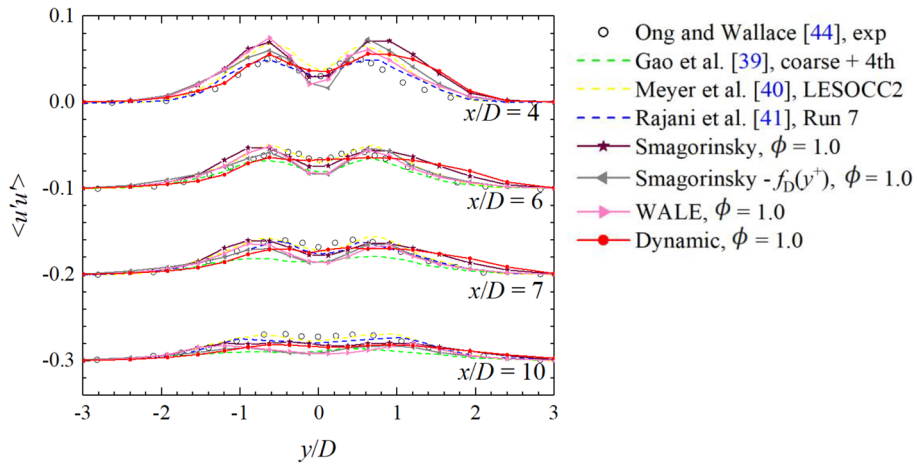 0.1
0.0
-0.1
-0.2
-0.3
<u'u'>
x/D = 4
x/D = 6
x/D = 7
x/D = 10
-3 -2 -1 0 1 2 3
y/D
Ong and Wallace [44], exp
Gao et al. [39], coarse + 4th
Meyer et al. [40], LESOCC2
Rajani et al. [41], Run 7
Smagorinsky, ϕ = 1.0
Smagorinsky - f_D(y⁺), ϕ = 1.0
WALE, ϕ = 1.0
Dynamic, ϕ = 1.0